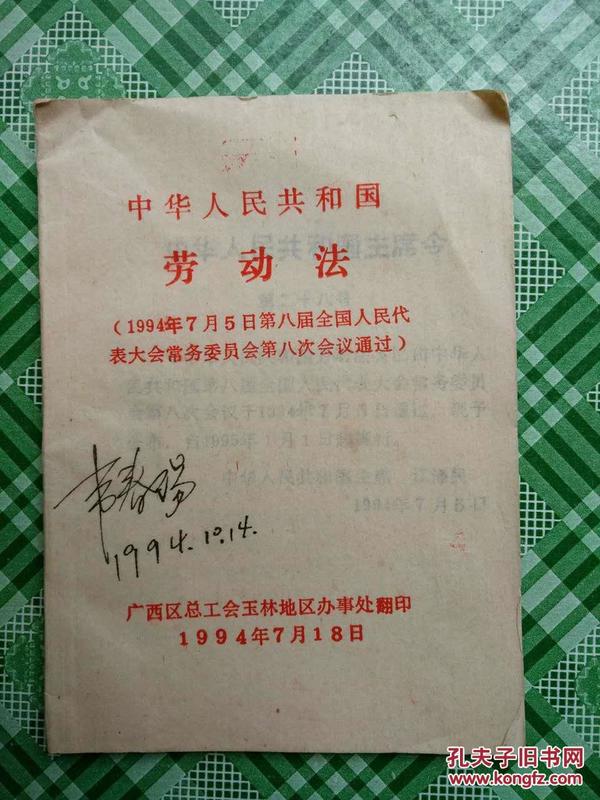 中华人民共和国
劳动法
（1994年7月5日第八届全国人民代
表大会常务委员会第八次会议通过）
1994.10.14.
广西区总工会玉林地区办事处翻印
1994年7月18日
孔夫子旧书网
www.kongfz.com